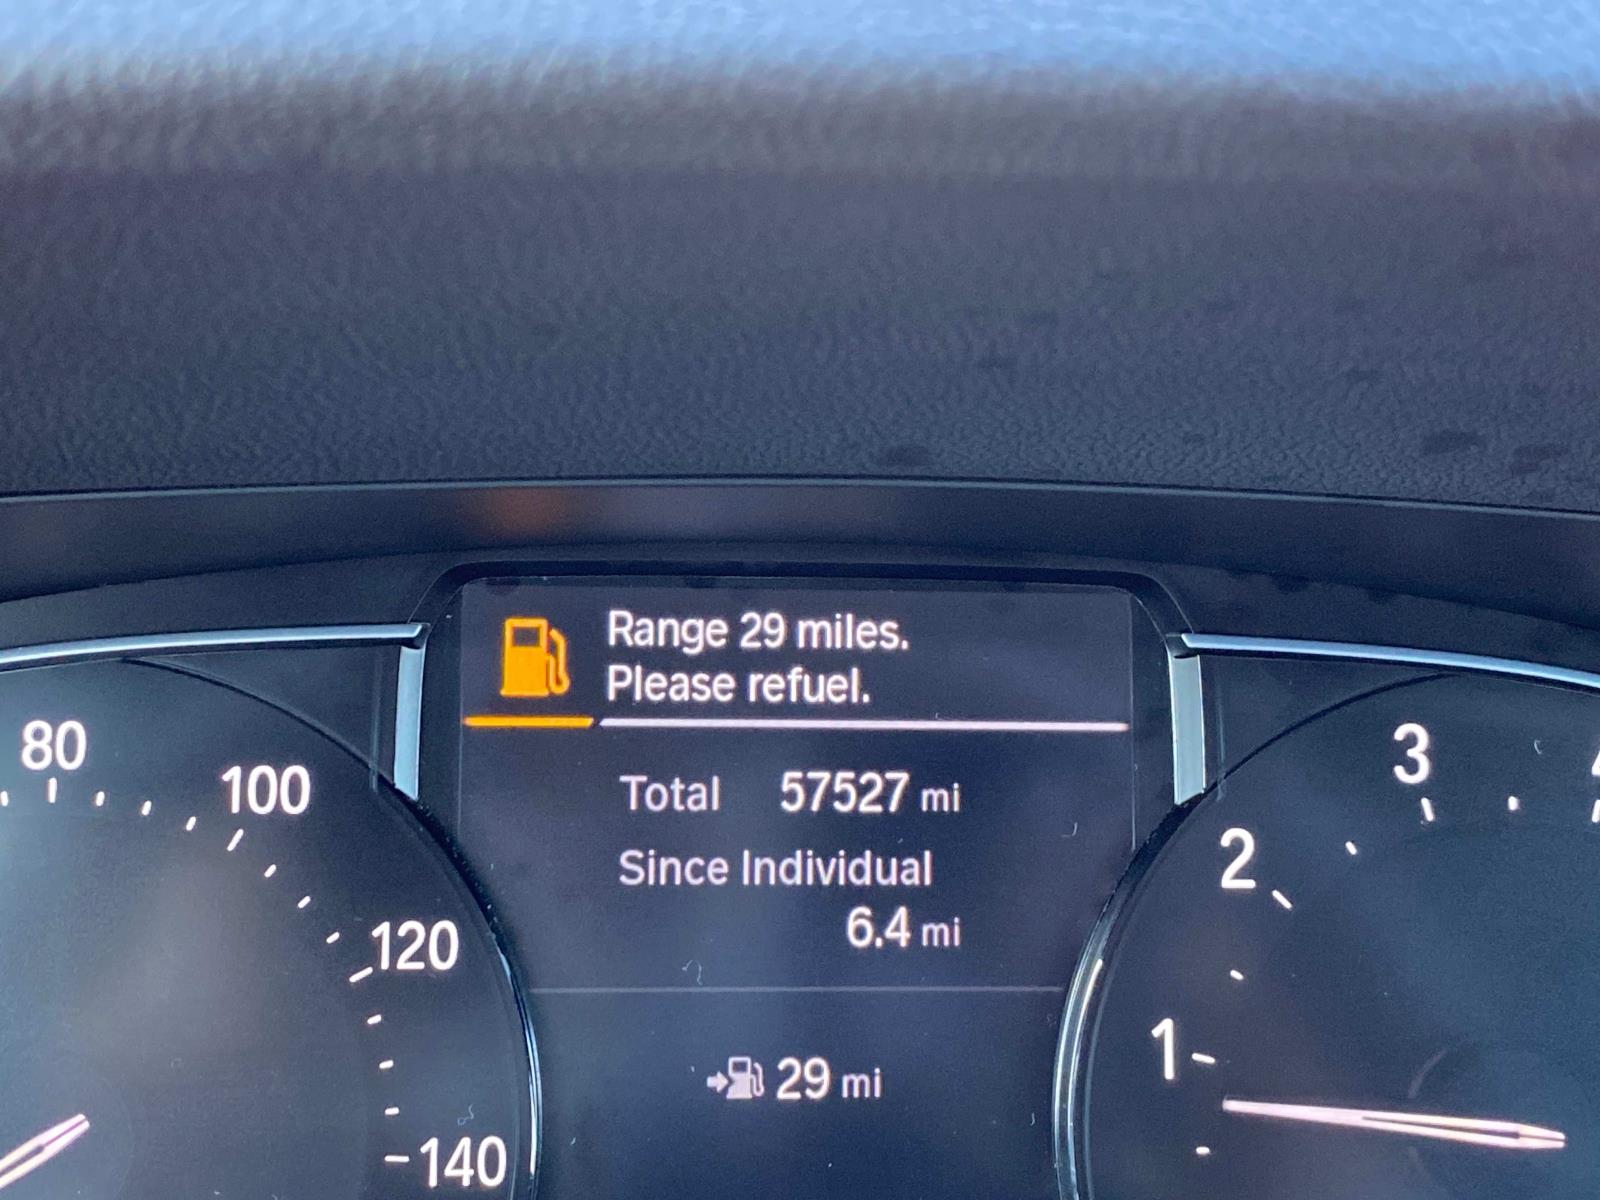 Range 29 miles.
Please refuel.
Total 57527 mi
Since Individual
6.4 mi
29 mi
80
100
120
140
1
2
3